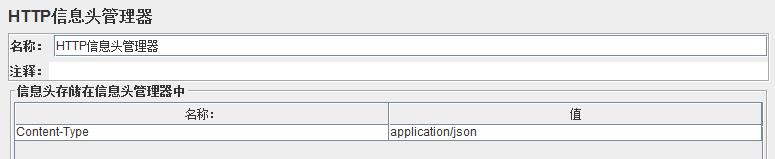 HTTP信息头管理器
名称： HTTP信息头管理器
注释：
信息头存储在信息头管理器中
名称： 值
Content-Type application/json